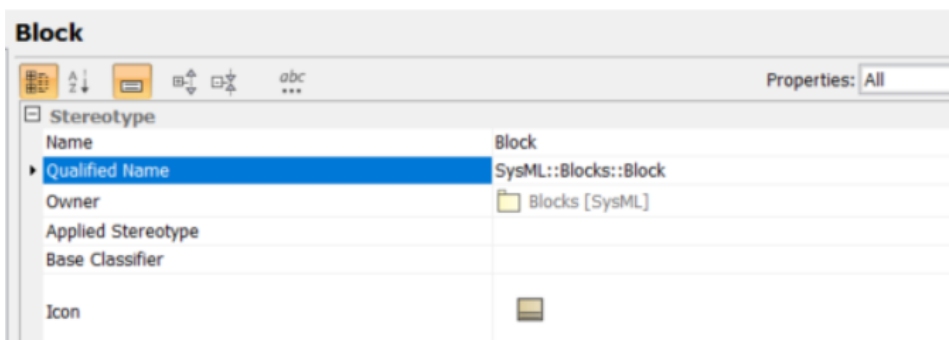 Block
A
Z
abc
Properties: All
Stereotype
Name Block
Qualified Name SysML::Blocks::Block
Owner Blocks [SysML]
Applied Stereotype
Base Classifier
Icon